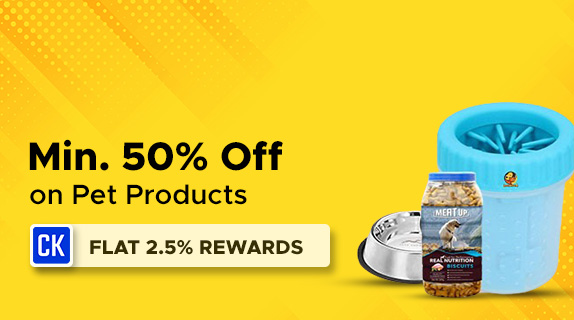 Min. 50% Off
on Pet Products
CK FLAT 2.5% REWARDS
MEAT UP
REAL NUTRITION
BISCUITS